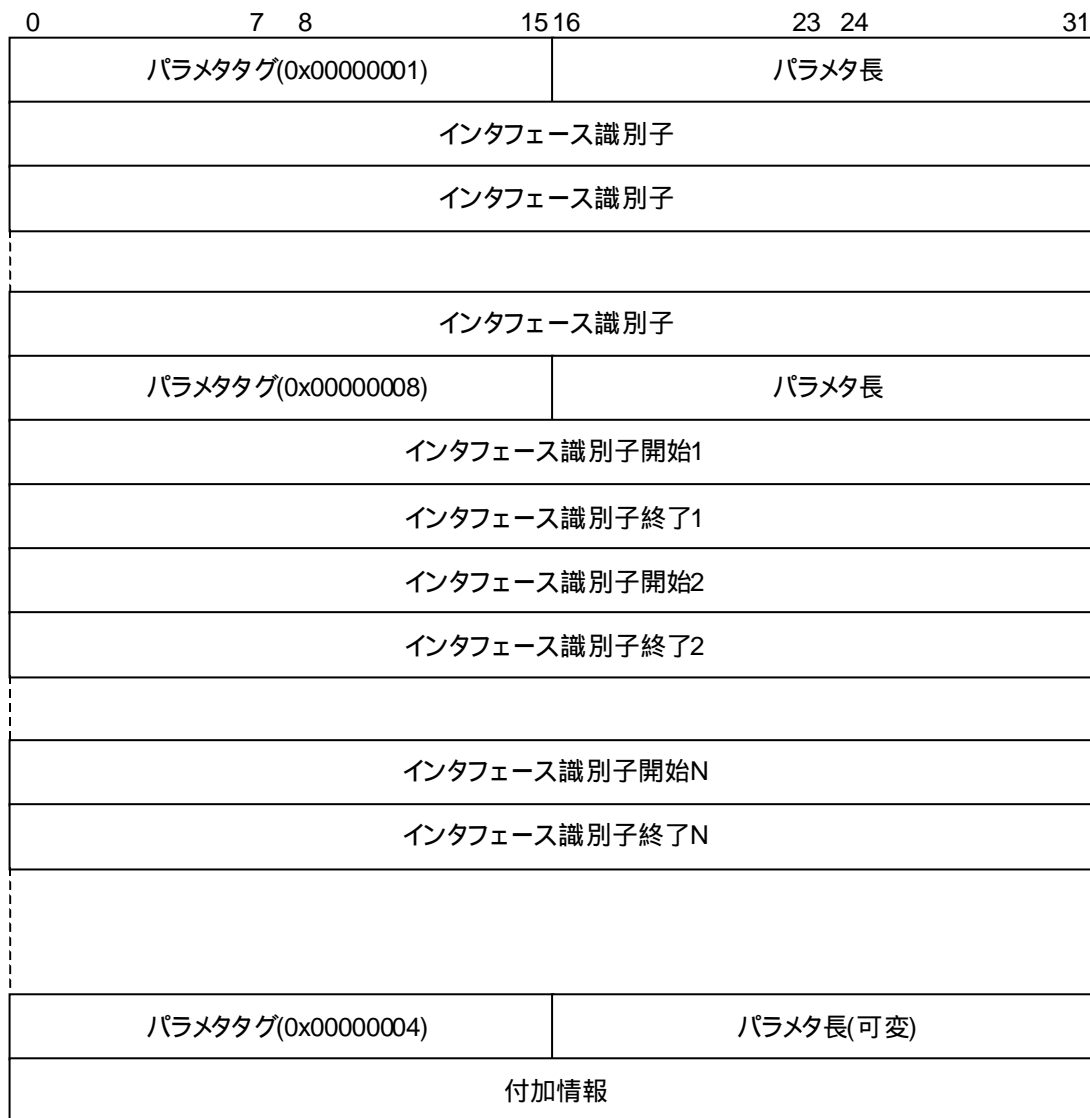 0 7 8 15 16 23 24 31
パラメタタグ(0x00000001) パラメタ長
インタフェース識別子
インタフェース識別子
インタフェース識別子
パラメタタグ(0x00000008) パラメタ長
インタフェース識別子開始1
インタフェース識別子終了1
インタフェース識別子開始2
インタフェース識別子終了2
インタフェース識別子開始N
インタフェース識別子終了N
パラメタタグ(0x00000004) パラメタ長(可変)
付加情報